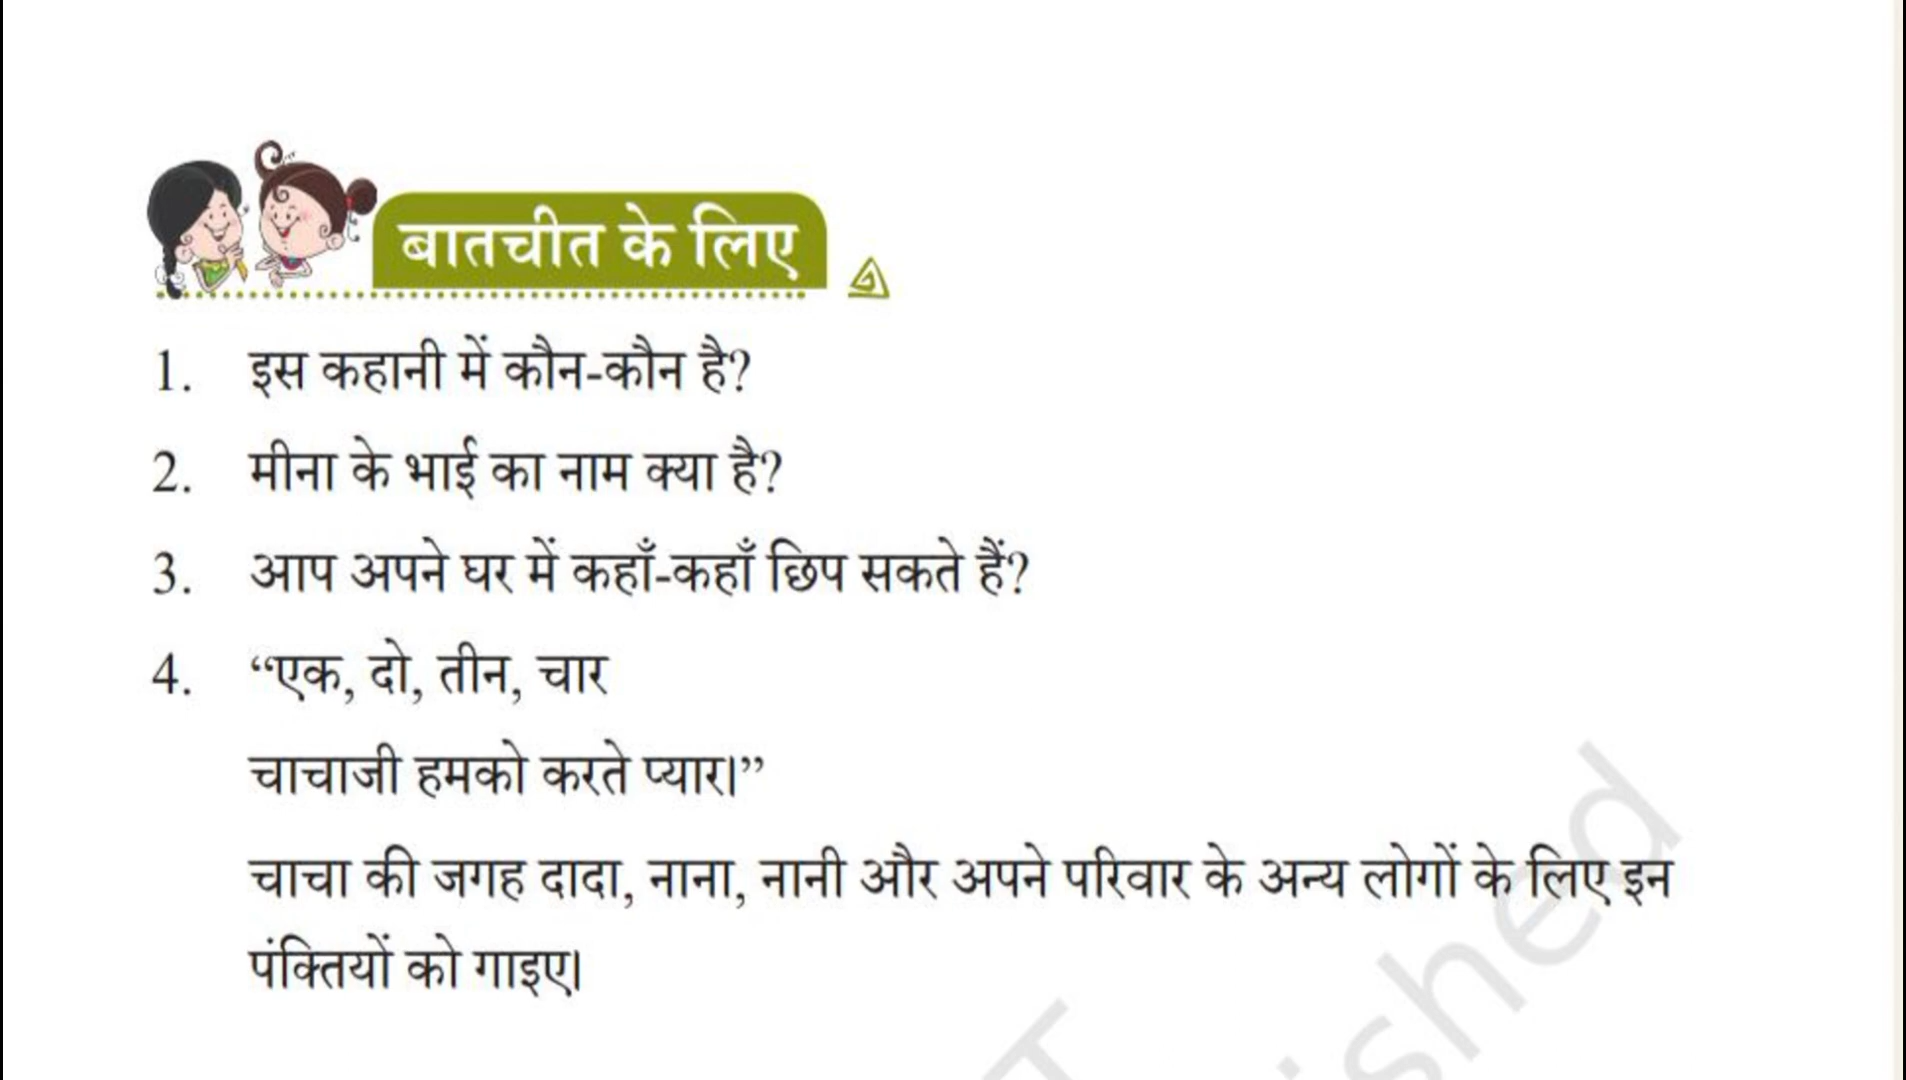 बातचीत के लिए
1. इस कहानी में कौन-कौन है?
2. मीना के भाई का नाम क्या है?
3. आप अपने घर में कहाँ-कहाँ छिप सकते हैं?
4. “एक, दो, तीन, चार
चाचाजी हमको करते प्यार।”
चाचा की जगह दादा, नाना, नानी और अपने परिवार के अन्य लोगों के लिए इन
पंक्तियों को गाइए।